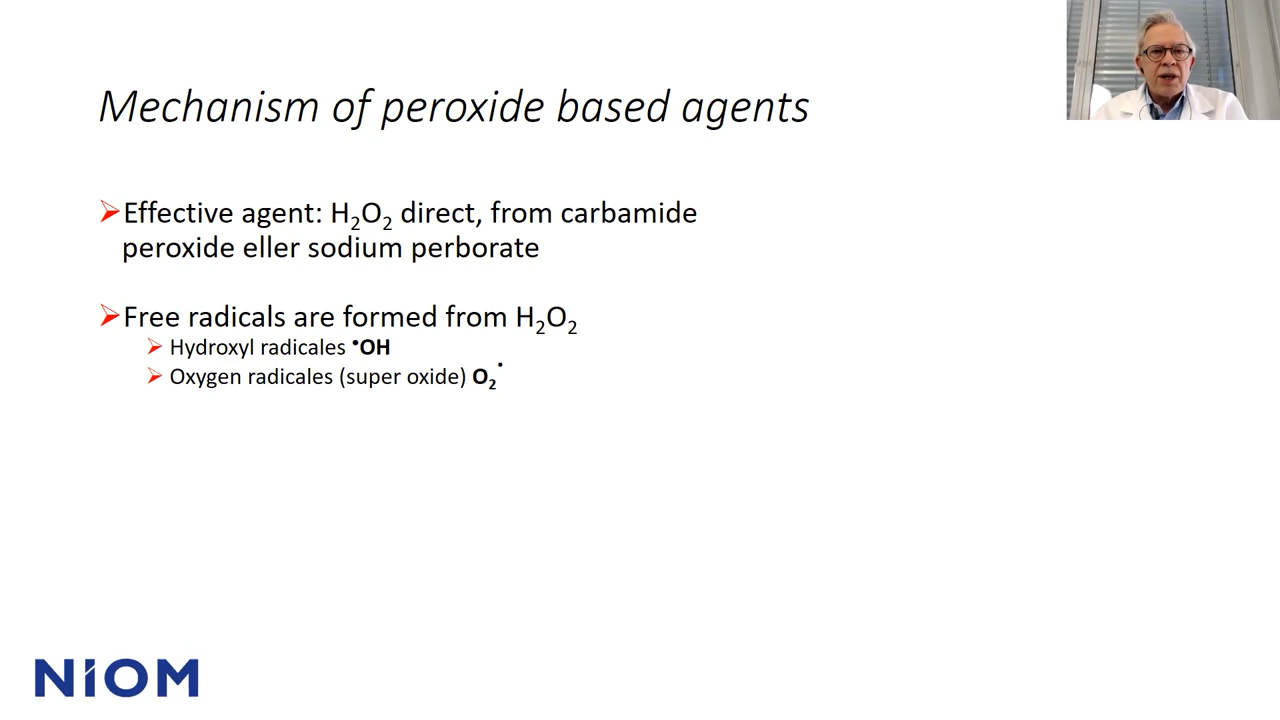 Mechanism of peroxide based agents
➢Effective agent: H₂O₂ direct, from carbamide
peroxide eller sodium perborate
➢Free radicals are formed from H₂O₂
➢ Hydroxyl radicales •OH
➢ Oxygen radicales (super oxide) O₂•
NIOM